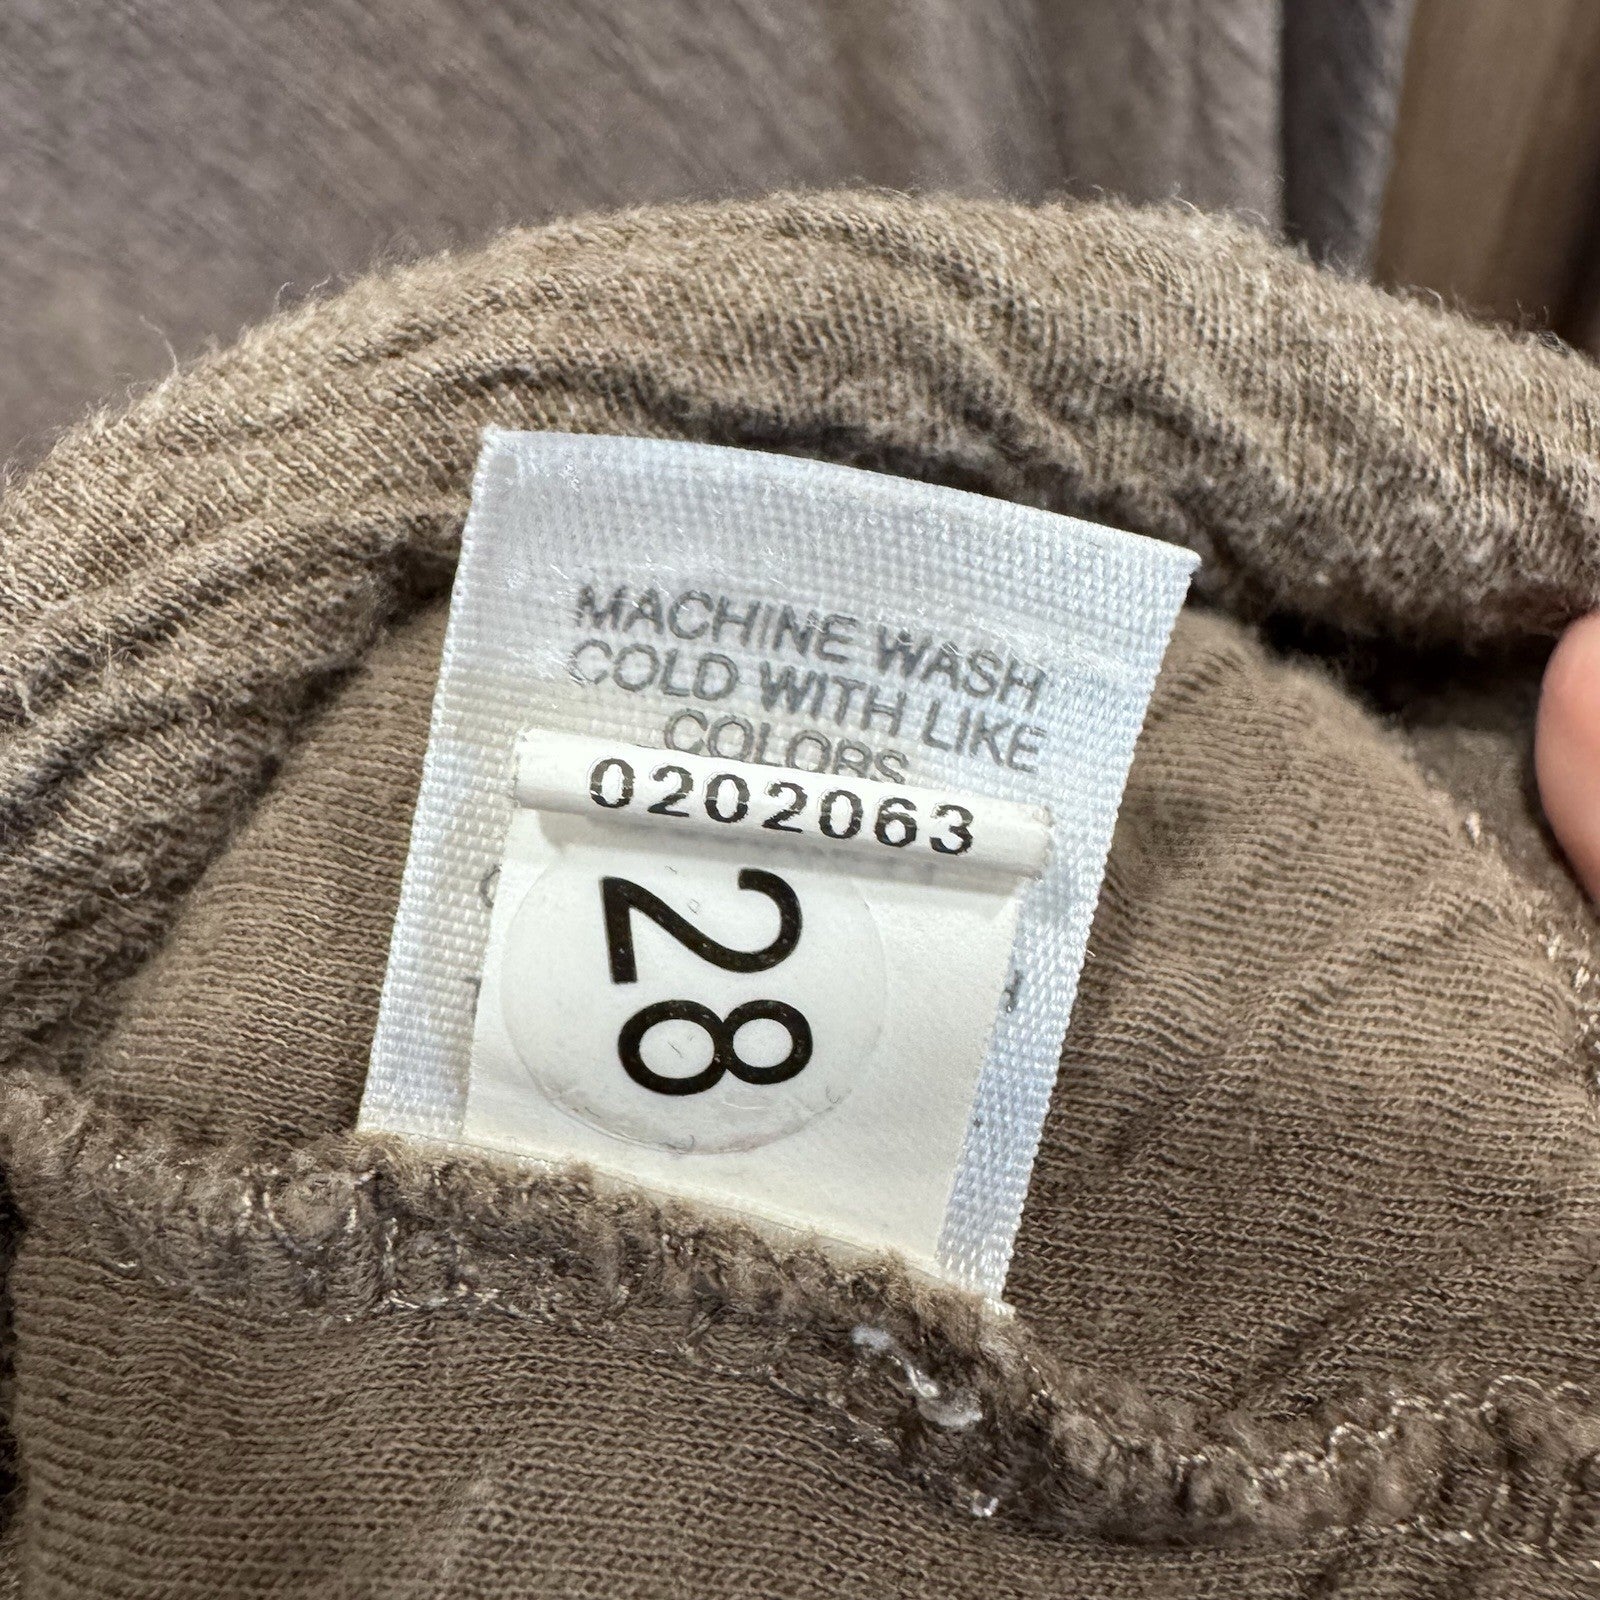 MACHINE WASH
COLD WITH LIKE
COLORS
0202063
28